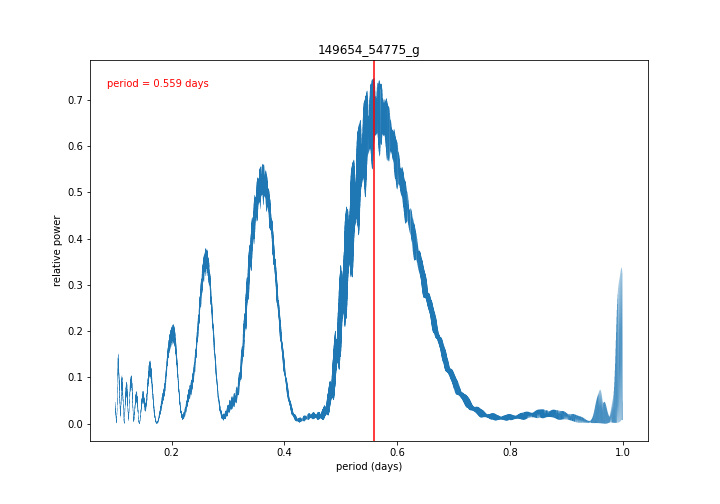 149654_54775_g
period = 0.559 days
relative power
0.7
0.6
0.5
0.4
0.3
0.2
0.1
0.0
0.2 0.4 0.6 0.8 1.0
period (days)